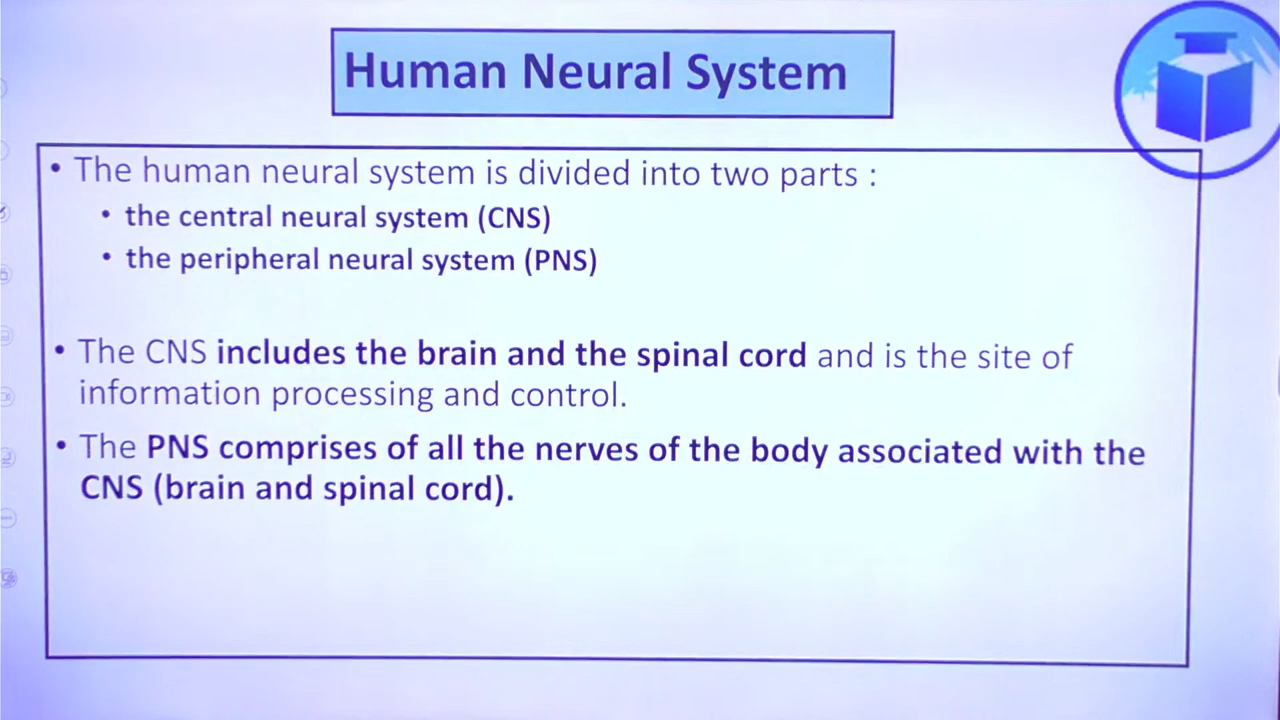 Human Neural System
• The human neural system is divided into two parts :
• the central neural system (CNS)
• the peripheral neural system (PNS)
• The CNS includes the brain and the spinal cord and is the site of
information processing and control.
• The PNS comprises of all the nerves of the body associated with the
CNS (brain and spinal cord).